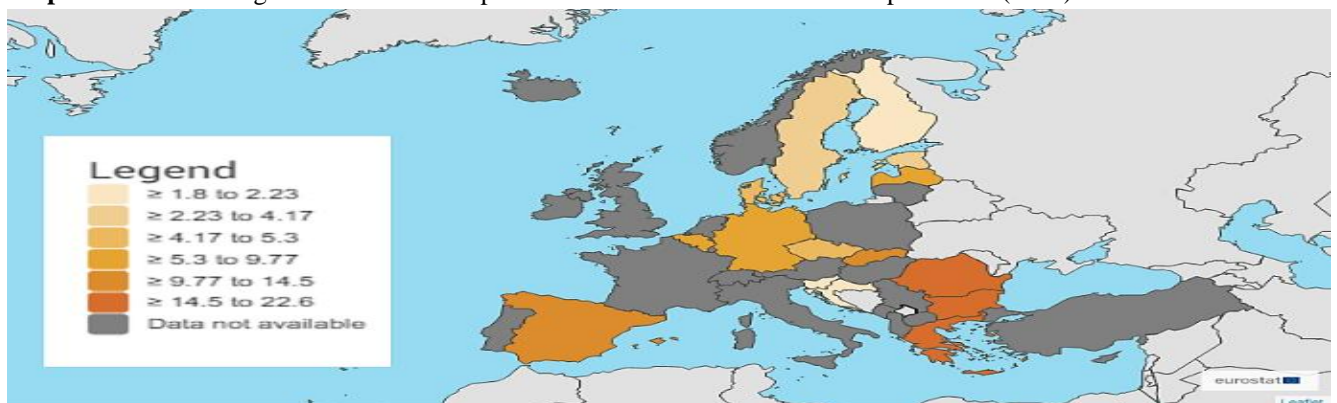 Legend
≥ 1.8 to 2.23
≥ 2.23 to 4.17
≥ 4.17 to 5.3
≥ 5.3 to 9.77
≥ 9.77 to 14.5
≥ 14.5 to 22.6
Data not available
eurostat
Leaflet